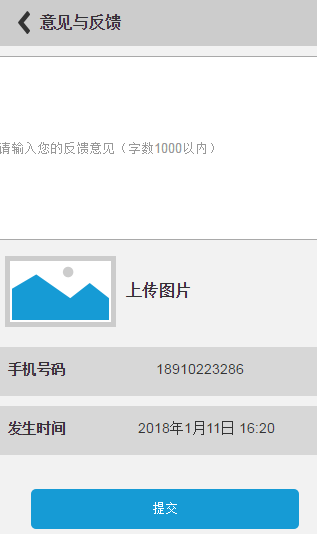 意见与反馈
请输入您的反馈意见（字数1000以内）
上传图片
手机号码 18910223286
发生时间 2018年1月11日 16:20
提交